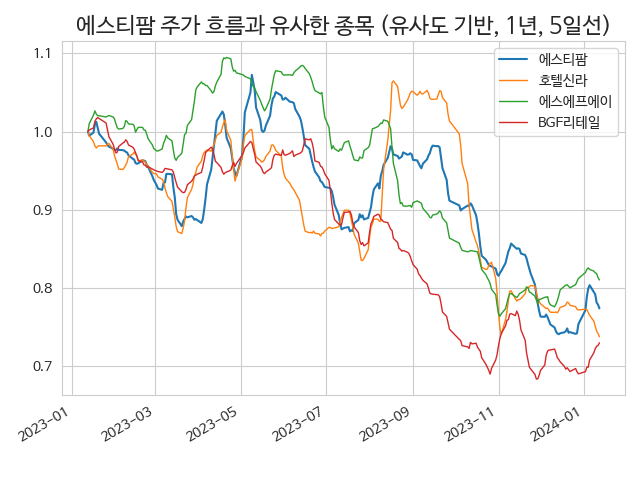 에스티팜 주가 흐름과 유사한 종목 (유사도 기반, 1년, 5일선)
에스티팜
호텔신라
에스에프에이
BGF리테일
1.1
1.0
0.9
0.8
0.7
2023-01
2023-03
2023-05
2023-07
2023-09
2023-11
2024-01